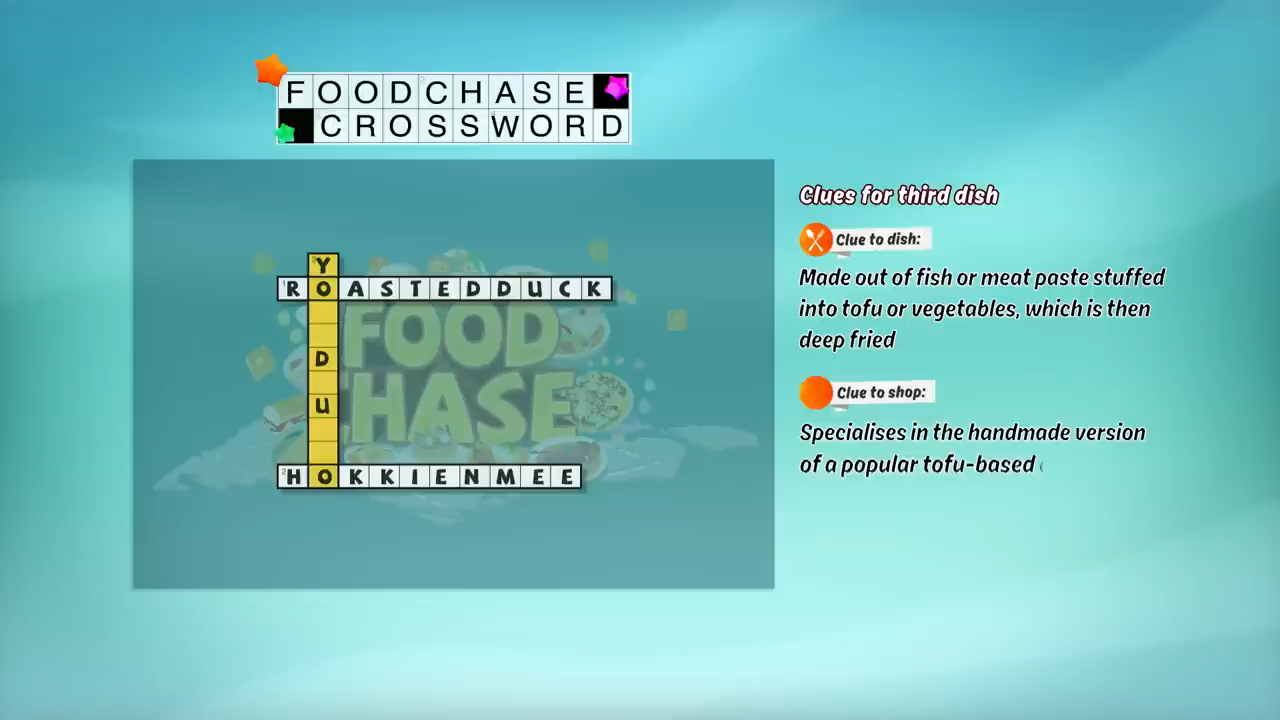 FOODCHASE
CROSSWORD
Clues for third dish
Clue to dish:
Made out of fish or meat paste stuffed
into tofu or vegetables, which is then
deep fried
Clue to shop:
Specialises in the handmade version
of a popular tofu-based
Y
ROASTEDDUCK
D
U
HOKKIENMEE
FOOD
CHASE